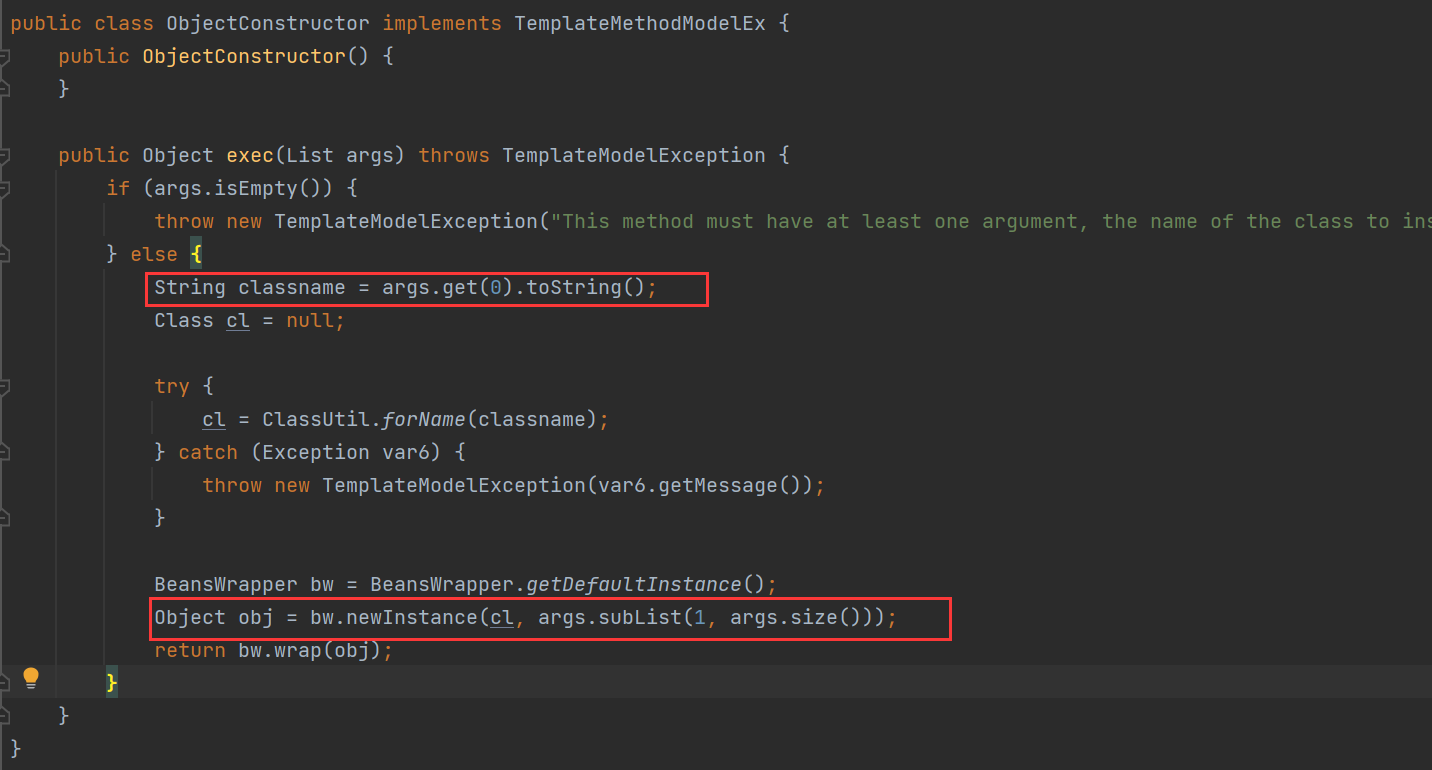 public class ObjectConstructor implements TemplateMethodModelEx {
public ObjectConstructor() {
}
public Object exec(List args) throws TemplateModelException {
if (args.isEmpty()) {
throw new TemplateModelException("This method must have at least one argument, the name of the class to ins
} else {
String classname = args.get(0).toString();
Class cl = null;
try {
cl = ClassUtil.forName(classname);
} catch (Exception var6) {
throw new TemplateModelException(var6.getMessage());
}
BeansWrapper bw = BeansWrapper.getDefaultInstance();
Object obj = bw.newInstance(cl, args.subList(1, args.size()));
return bw.wrap(obj);
}
}
}